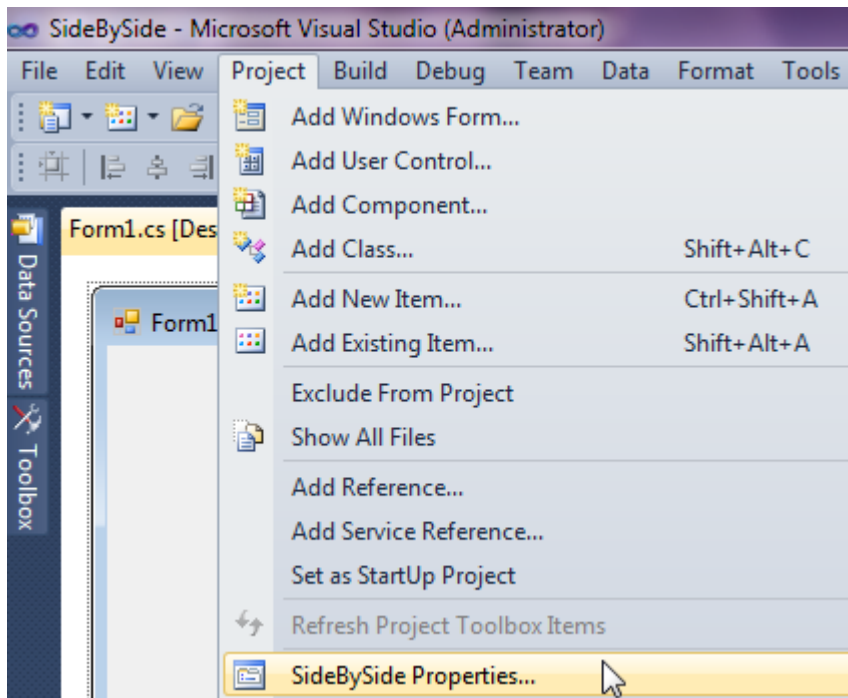 SideBySide - Microsoft Visual Studio (Administrator)
File Edit View Project Build Debug Team Data Format Tools
Add Windows Form...
Add User Control...
Add Component...
Form1.cs [Des
Add Class... Shift+Alt+C
Data Sources
Add New Item... Ctrl+Shift+A
Form1
Add Existing Item... Shift+Alt+A
Exclude From Project
Show All Files
Toolbox
Add Reference...
Add Service Reference...
Set as StartUp Project
Refresh Project Toolbox Items
SideBySide Properties...